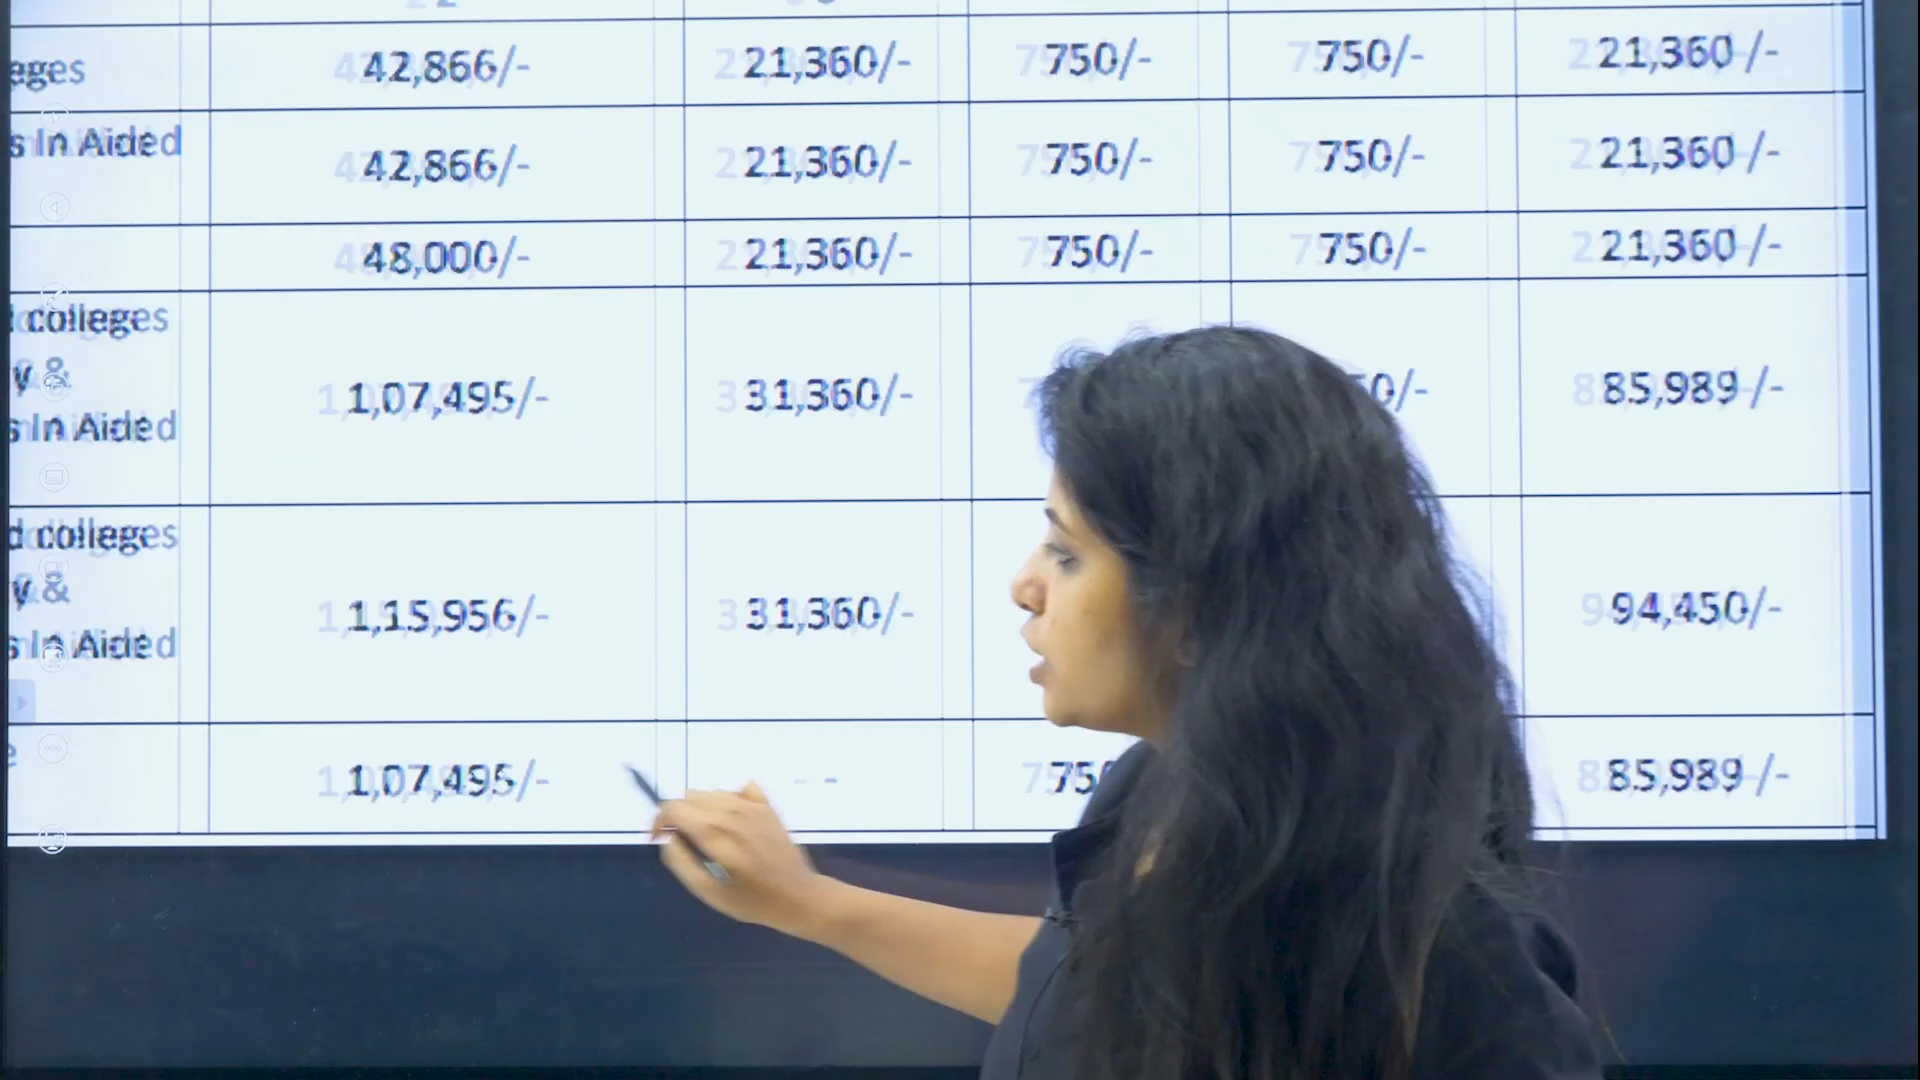 42,866/- 21,360/- 750/- 750/- 21,360 /-
s In Aided
42,866/- 21,360/- 750/- 750/- 21,360 /-
48,000/- 21,360/- 750/- 750/- 21,360 /-
colleges
y &
1,07,495/- 31,360/- 0/- 85,989 /-
s In Aided
d colleges
y &
1,15,956/- 31,360/- 94,450/-
s In Aided
1,07,495/- - 750 85,989 /-